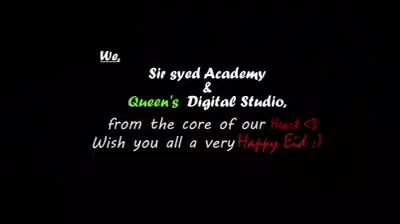 We,
Sir syed Academy
&
Queen's Digital Studio,
from the core of our Heart <3
Wish you all a very Happy Eid :)